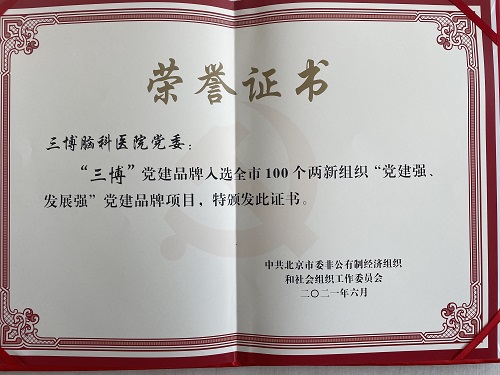 荣誉证书
三博脑科医院党委：
“三博”党建品牌入选全市100个两新组织“党建强、
发展强”党建品牌项目，特颁发此证书。
中共北京市委非公有制经济组织
和社会组织工作委员会
二〇二一年六月